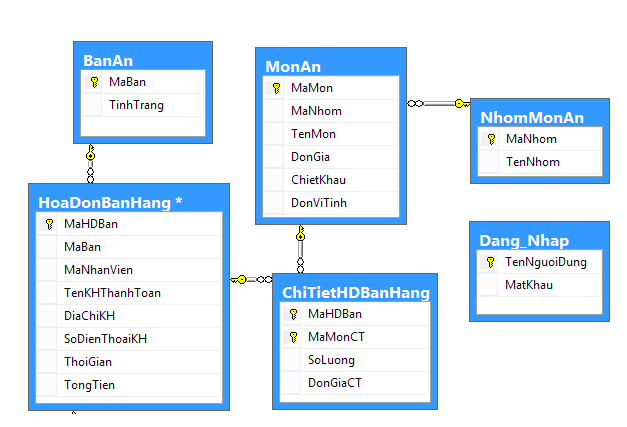 BanAn
MaBan
TinhTrang
MonAn
MaMon
MaNhom
TenMon
DonGia
ChietKhau
DonViTinh
NhomMonAn
MaNhom
TenNhom
HoaDonBanHang *
MaHDBan
MaBan
MaNhanVien
TenKHThanhToan
DiaChiKH
SoDienThoaiKH
ThoiGian
TongTien
Dang_Nhap
TenNguoiDung
MatKhau
ChiTietHDBanHang
MaHDBan
MaMonCT
SoLuong
DonGiaCT